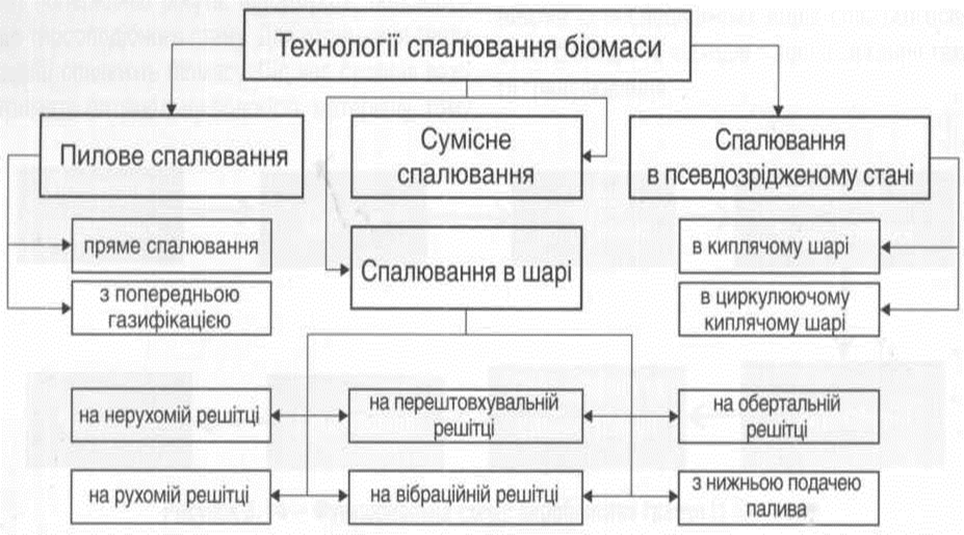 Технології спалювання біомаси
Пилове спалювання
Сумісне
спалювання
Спалювання
в псевдозрідженому стані
пряме спалювання
з попередньою
газифікацією
Спалювання в шарі
в киплячому шарі
в циркулюючому
киплячому шарі
на нерухомій решітці
на перештовхувальній
решітці
на обертальній
решітці
на рухомій решітці
на вібраційній решітці
з нижньою подачею
палива